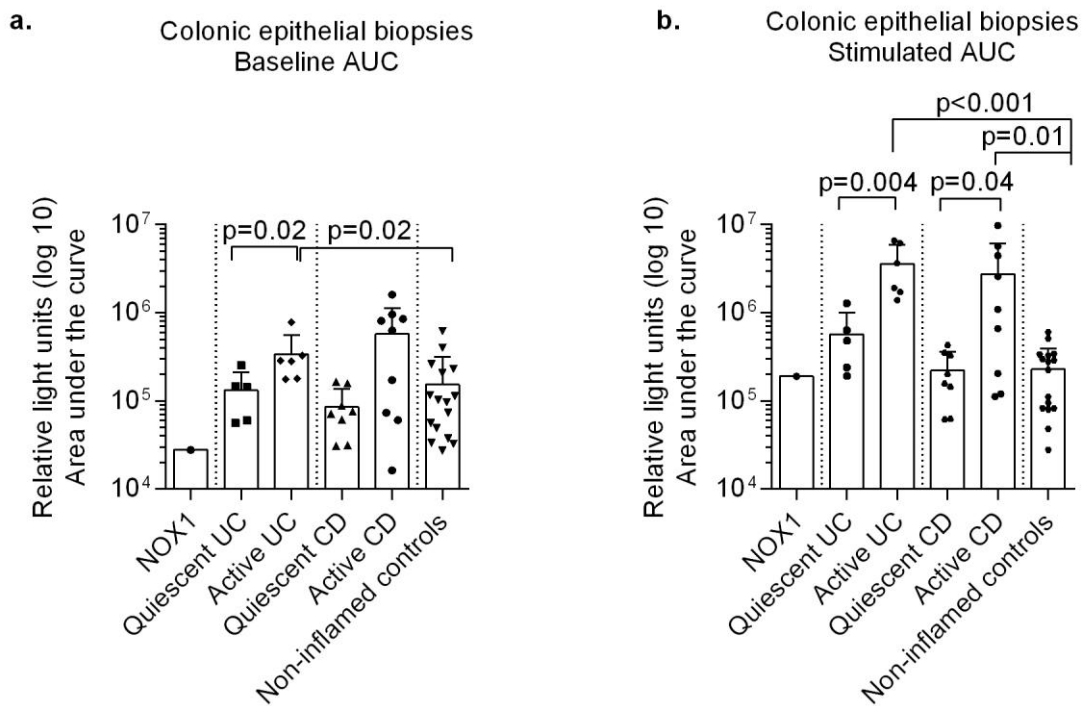 a.
Colonic epithelial biopsies
Baseline AUC
Relative light units (log 10)
Area under the curve
10^7
10^6
10^5
10^4
p=0.02
p=0.02
NOX1
Quiescent UC
Active UC
Quiescent CD
Active CD
Non-inflamed controls
b.
Colonic epithelial biopsies
Stimulated AUC
p<0.001
p=0.01
p=0.004
p=0.04
Relative light units (log 10)
Area under the curve
10^7
10^6
10^5
10^4
NOX1
Quiescent UC
Active UC
Quiescent CD
Active CD
Non-inflamed controls